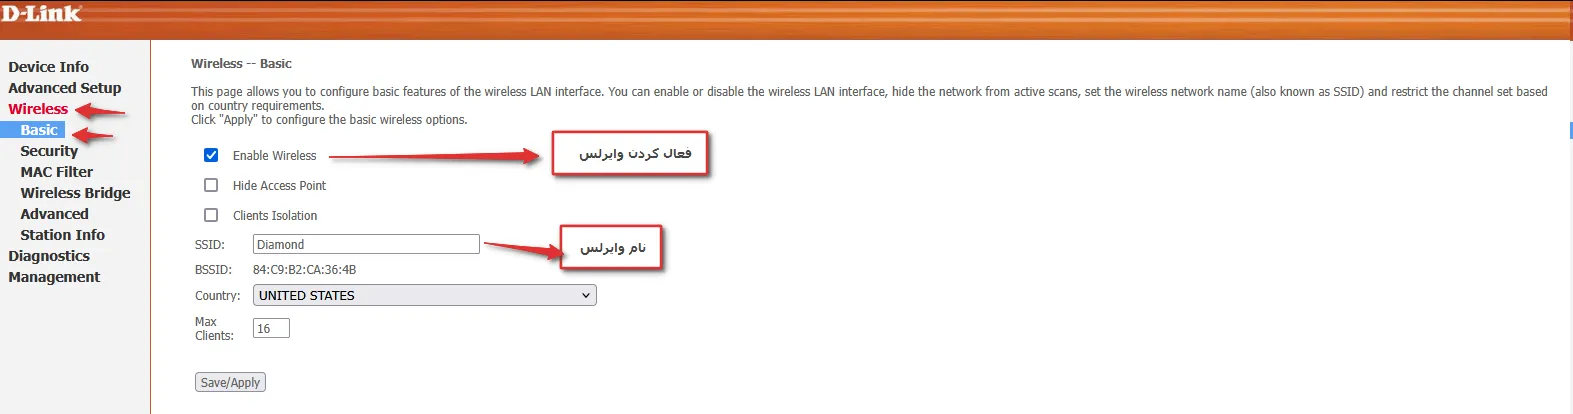 D-Link
Device Info
Advanced Setup
Wireless
Basic
Security
MAC Filter
Wireless Bridge
Advanced
Station Info
Diagnostics
Management
Wireless -- Basic
This page allows you to configure basic features of the wireless LAN interface. You can enable or disable the wireless LAN interface, hide the network from active scans, set the wireless network name (also known as SSID) and restrict the channel set based
on country requirements.
Click "Apply" to configure the basic wireless options.
Enable Wireless
فعال کردن وایرلس
Hide Access Point
Clients Isolation
SSID: Diamond
نام وایرلس
BSSID: 84:C9:B2:CA:36:4B
Country: UNITED STATES
Max
Clients: 16
Save/Apply